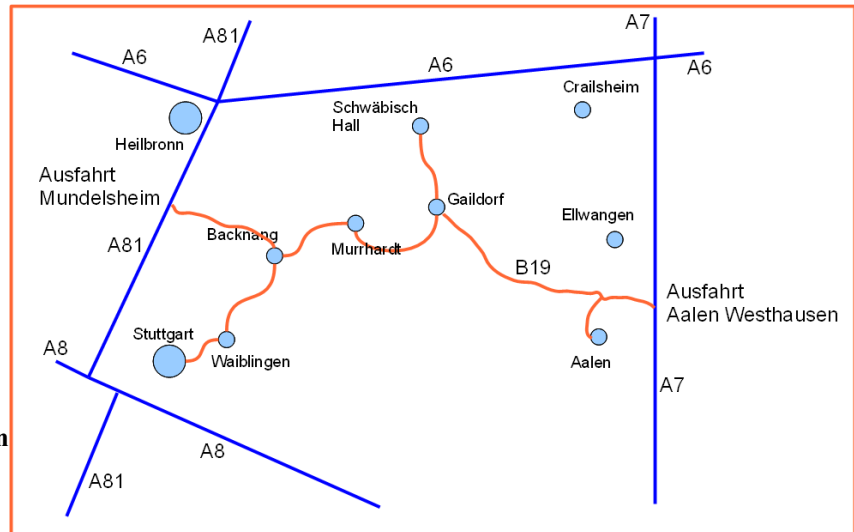 A81
A7
A6
A6
A6
Crailsheim
Schwäbisch
Hall
Heilbronn
Ausfahrt
Mundelsheim
Gaildorf
Ellwangen
Backnang
Murrhardt
A81
B19
Ausfahrt
Aalen Westhausen
Stuttgart
A8
Waiblingen
Aalen
A7
n
A8
A81